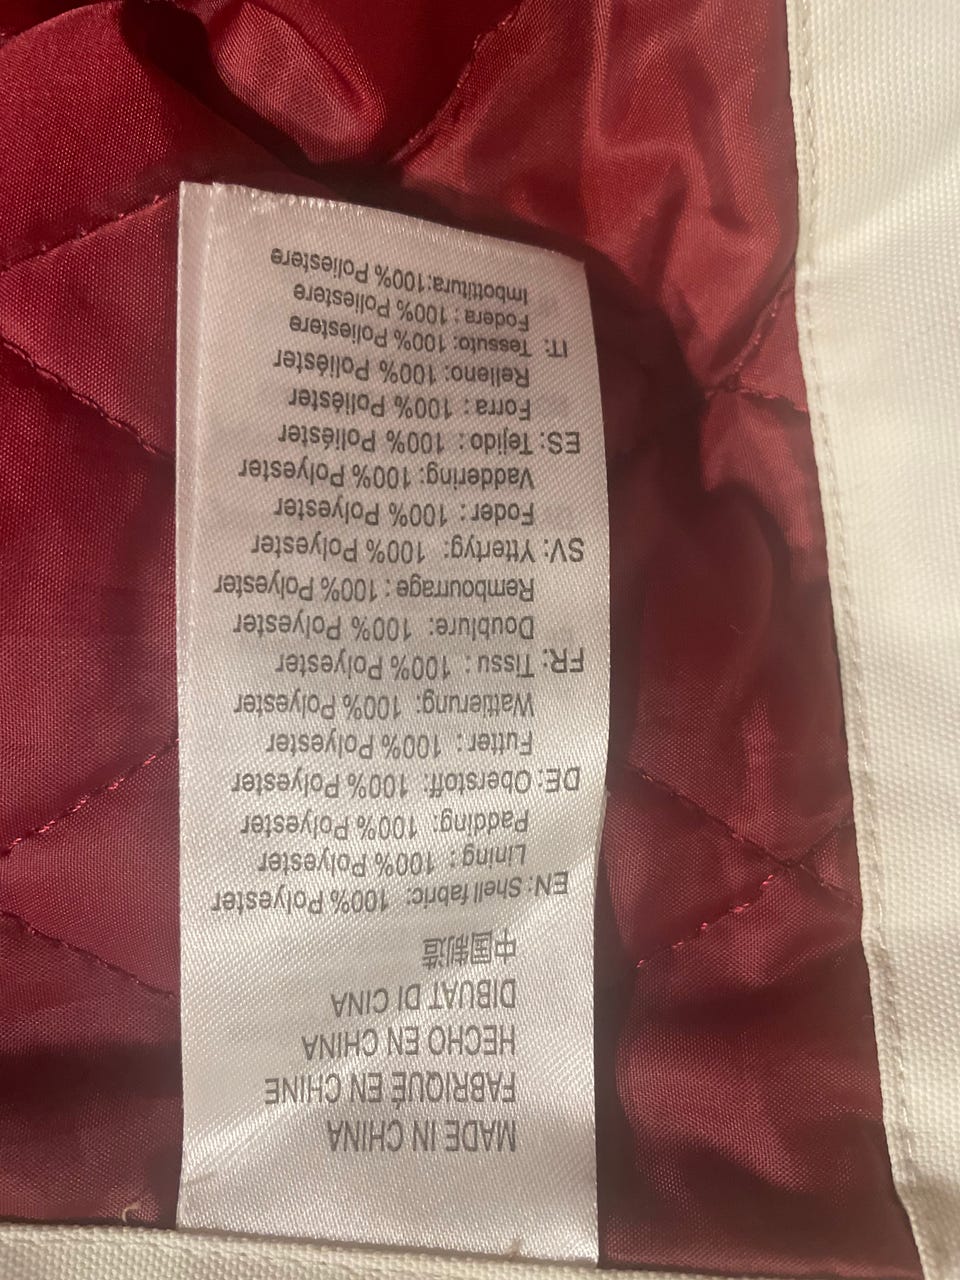 MADE IN CHINA
FABRIQUÉ EN CHINE
HECHO EN CHINA
DIBUAT DI CINA
中国制造
EN: Shell fabric: 100% Polyester
Lining : 100% Polyester
Padding: 100% Polyester
DE: Oberstoff: 100% Polyester
Futter : 100% Polyester
Wattierung: 100% Polyester
FR: Tissu : 100% Polyester
Doublure: 100% Polyester
Rembourage : 100% Polyester
SV: Yttertyg: 100% Polyester
Foder : 100% Polyester
Vaddering: 100% Polyester
ES: Tejido : 100% Poliéster
Forra : 100% Poliéster
Relleno: 100% Poliéster
IT: Tessuto: 100% Poliestere
Fodera : 100% Poliestere
Imbottitura:100% Poliestere